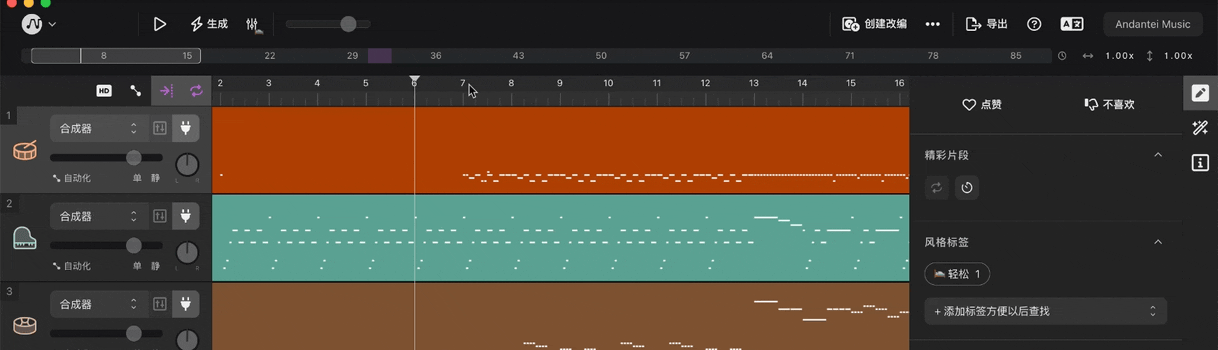 生成
创建改编
导出
Andantei Music
8 15 22 29 36 43 50 57 64 71 78 85
1.00x 1.00x
HD
2 3 4 5 6 7 8 9 10 11 12 13 14 15 16
点赞 不喜欢
1
合成器
自动化 单 静
L R
精彩片段
2
合成器
自动化 单 静
L R
风格标签
轻松 1
3
合成器
+ 添加标签方便以后查找